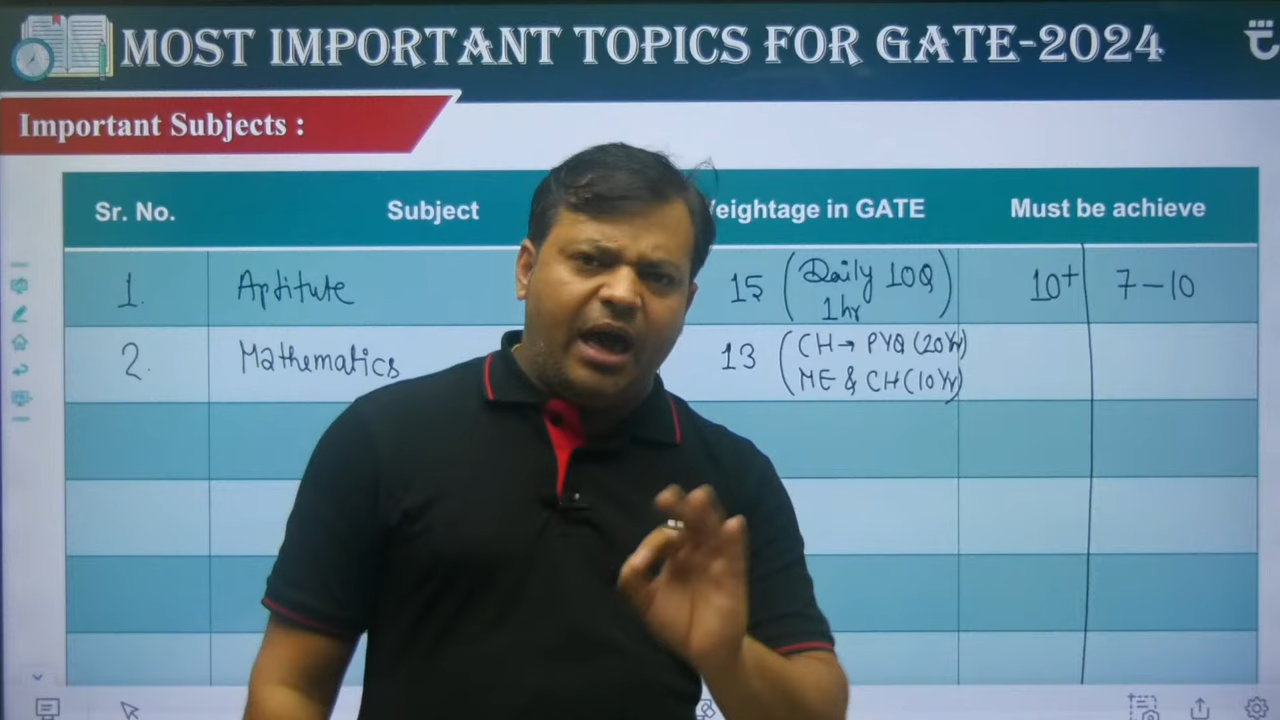 MOST IMPORTANT TOPICS FOR GATE-2024
Important Subjects :
Sr. No. Subject Weightage in GATE Must be achieve
1. Aptitute 15 (Daily 10Q 1hr) 10+ 7-10
2. Mathematics 13 (CH→ PYQ (20Yr)
ME & CH (10Yr)